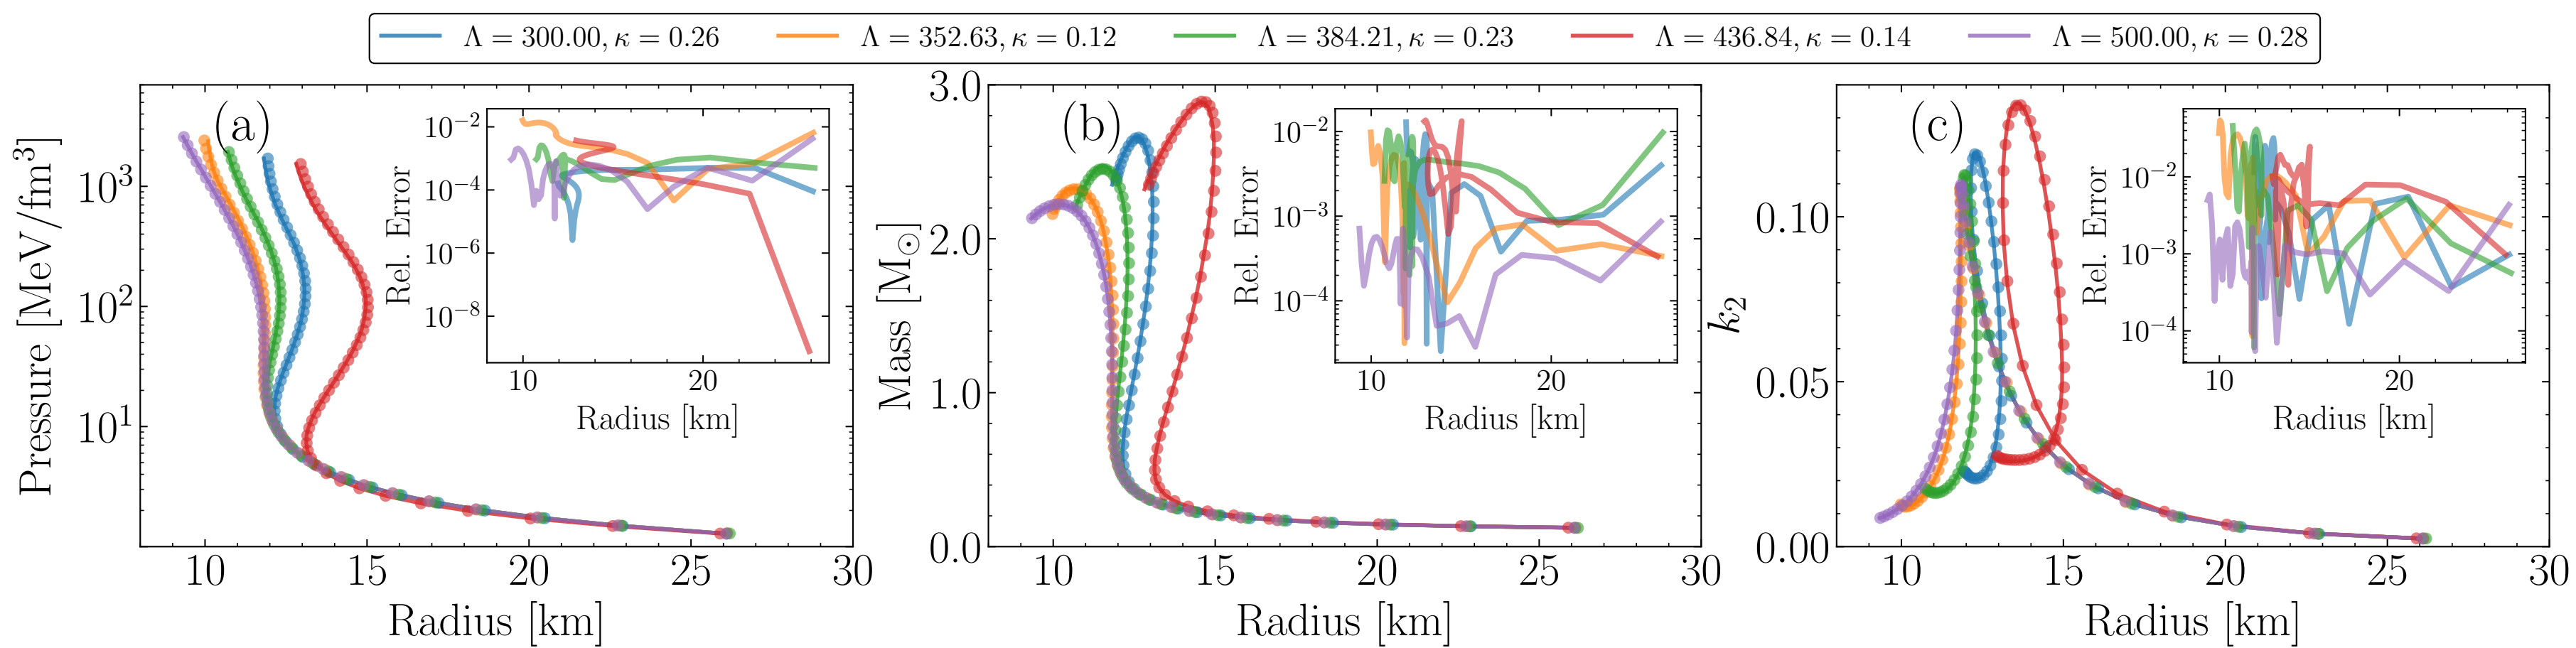 Λ = 300.00, κ = 0.26
Λ = 352.63, κ = 0.12
Λ = 384.21, κ = 0.23
Λ = 436.84, κ = 0.14
Λ = 500.00, κ = 0.28
(a)
Pressure [MeV/fm³]
10³
10²
10¹
10 15 20 25 30
Radius [km]
Rel. Error
10⁻²
10⁻⁴
10⁻⁶
10⁻⁸
10 20
Radius [km]
(b)
Mass [M⊙]
3.0
2.0
1.0
0.0
10 15 20 25 30
Radius [km]
Rel. Error
10⁻²
10⁻³
10⁻⁴
10 20
Radius [km]
(c)
k₂
0.10
0.05
0.00
10 15 20 25 30
Radius [km]
Rel. Error
10⁻²
10⁻³
10⁻⁴
10 20
Radius [km]